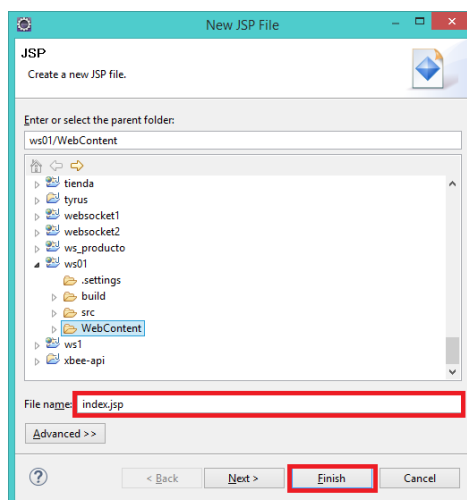 New JSP File
JSP
Create a new JSP file.
Enter or select the parent folder:
ws01/WebContent
tienda
tyrus
websocket1
websocket2
ws_producto
ws01
.settings
build
src
WebContent
ws1
xbee-api
File name: index.jsp
Advanced >>
? < Back Next > Finish Cancel